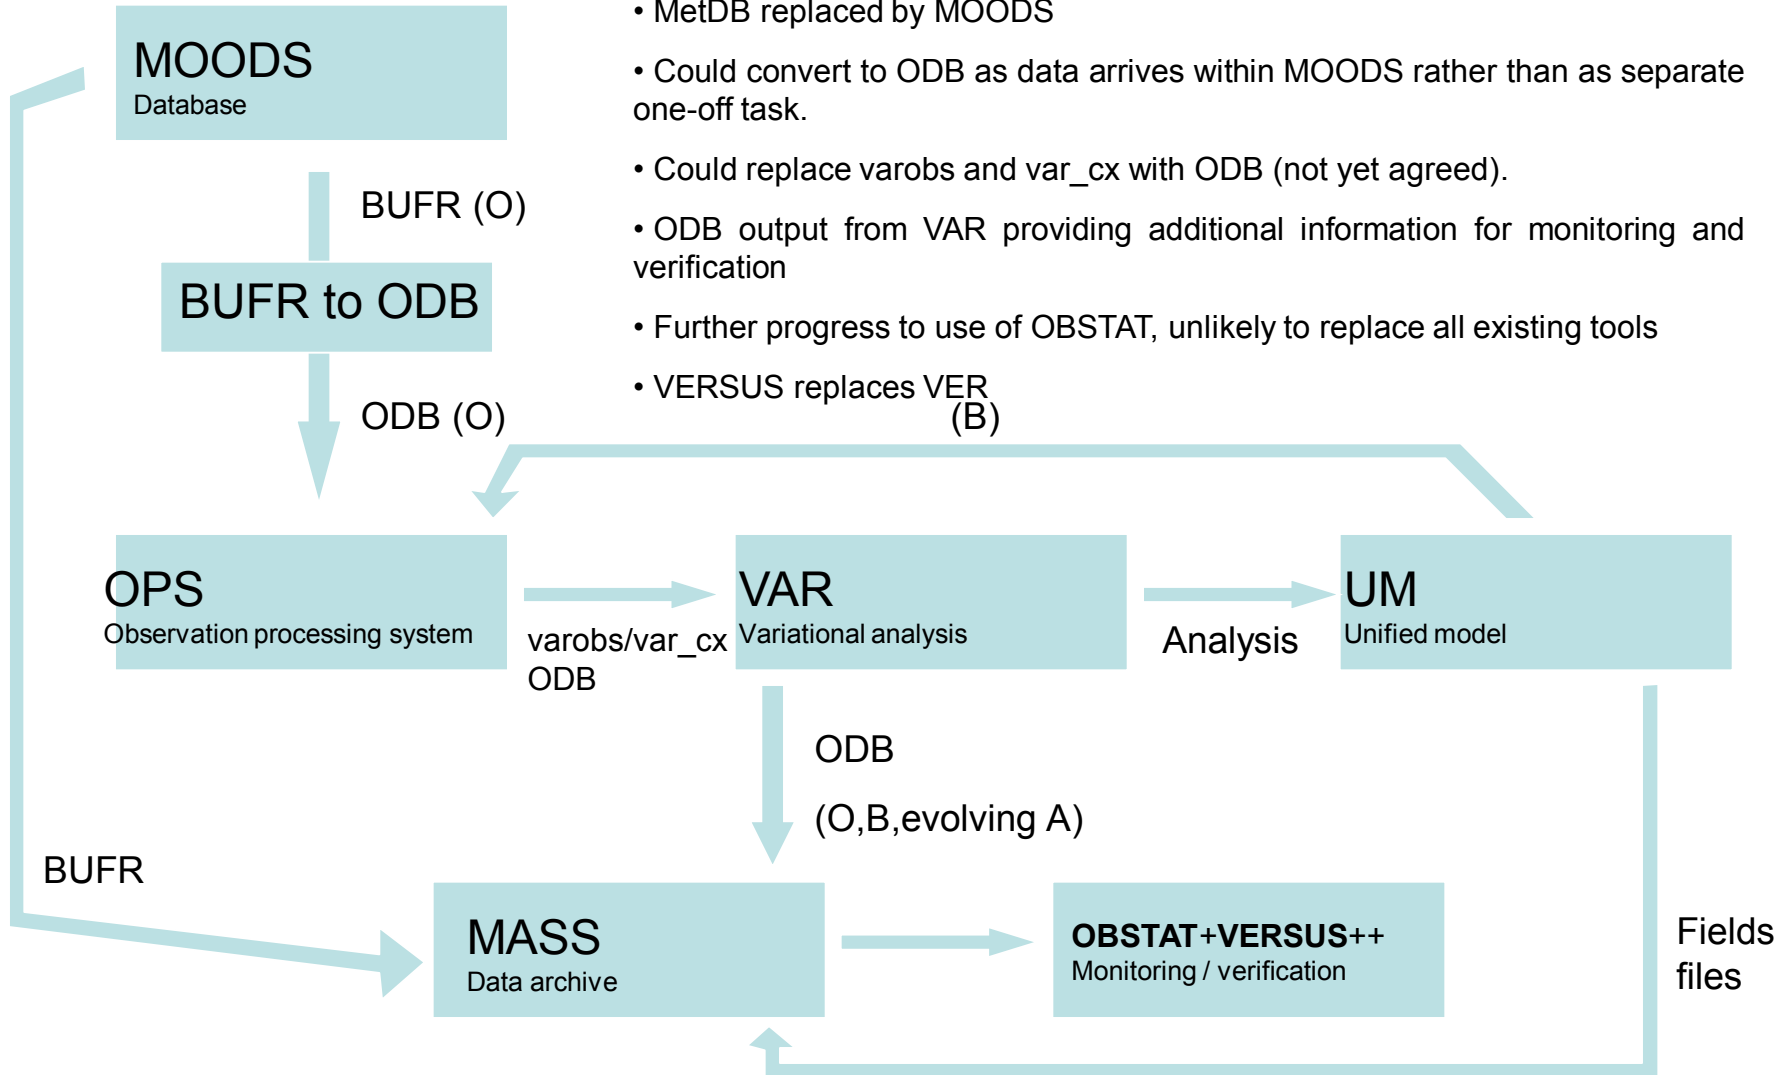 • MetDB replaced by MOODS
• Could convert to ODB as data arrives within MOODS rather than as separate
one-off task.
• Could replace varobs and var_cx with ODB (not yet agreed).
• ODB output from VAR providing additional information for monitoring and
verification
• Further progress to use of OBSTAT, unlikely to replace all existing tools
• VERSUS replaces VER
MOODS
Database
BUFR (O)
BUFR to ODB
ODB (O)
(B)
OPS
Observation processing system
varobs/var_cx
ODB
VAR
Variational analysis
Analysis
UM
Unified model
ODB
(O,B,evolving A)
BUFR
MASS
Data archive
OBSTAT+VERSUS++
Monitoring / verification
Fields
files